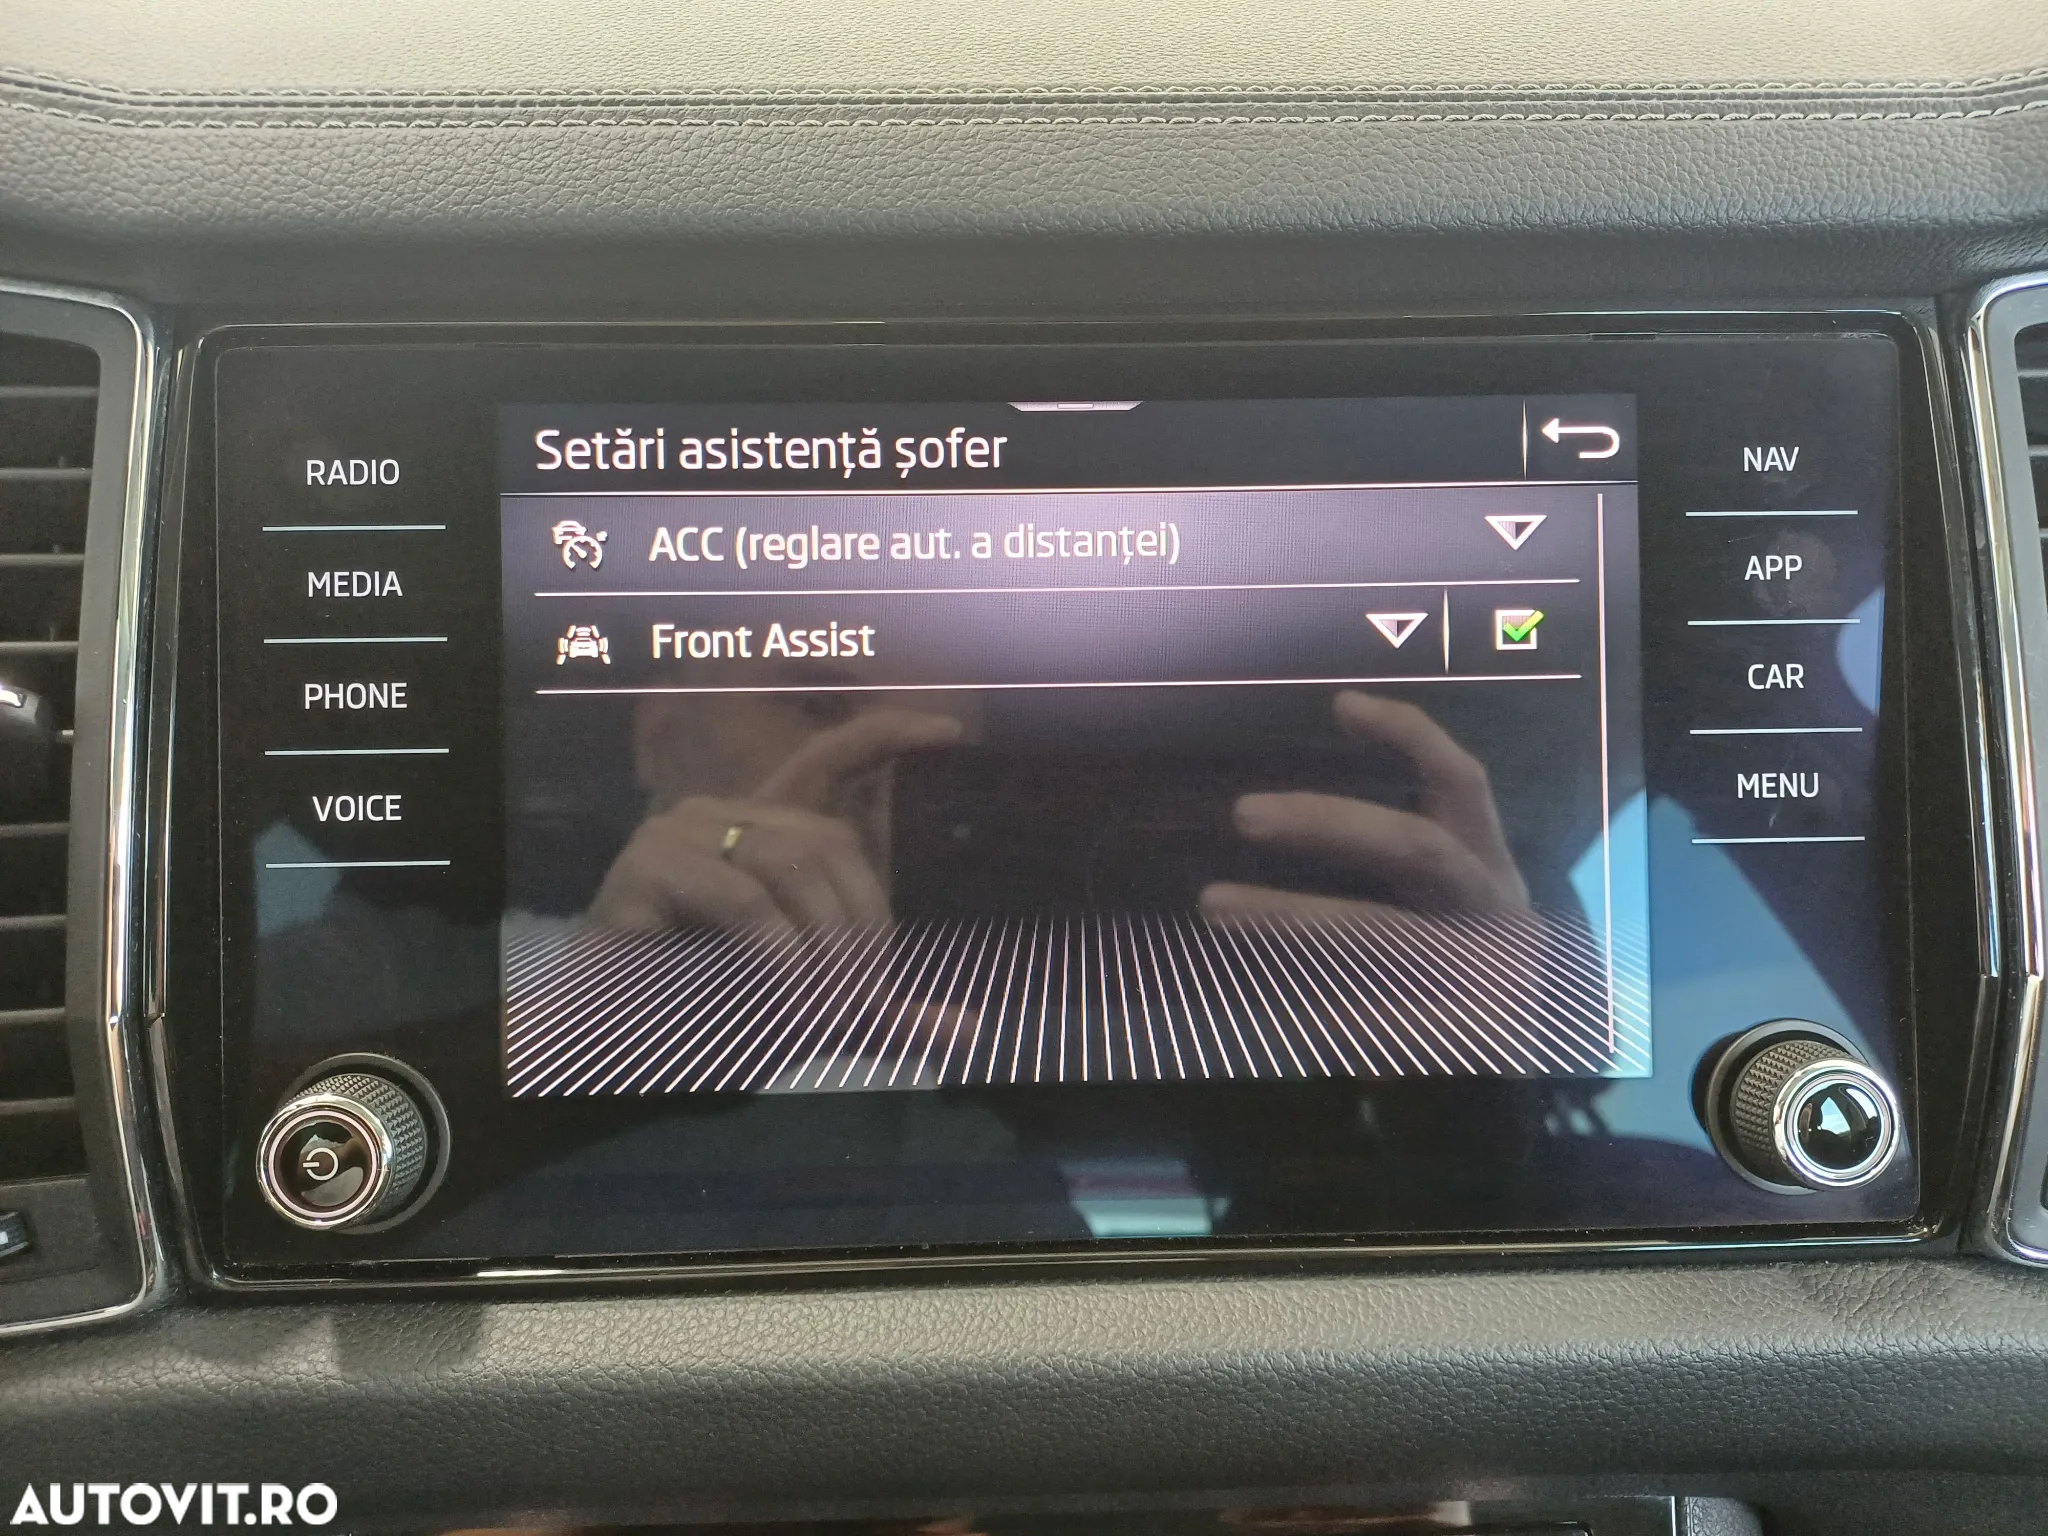 Setări asistență șofer
RADIO
MEDIA
PHONE
VOICE
ACC (reglare aut. a distanței)
Front Assist
NAV
APP
CAR
MENU
AUTOVIT.RO